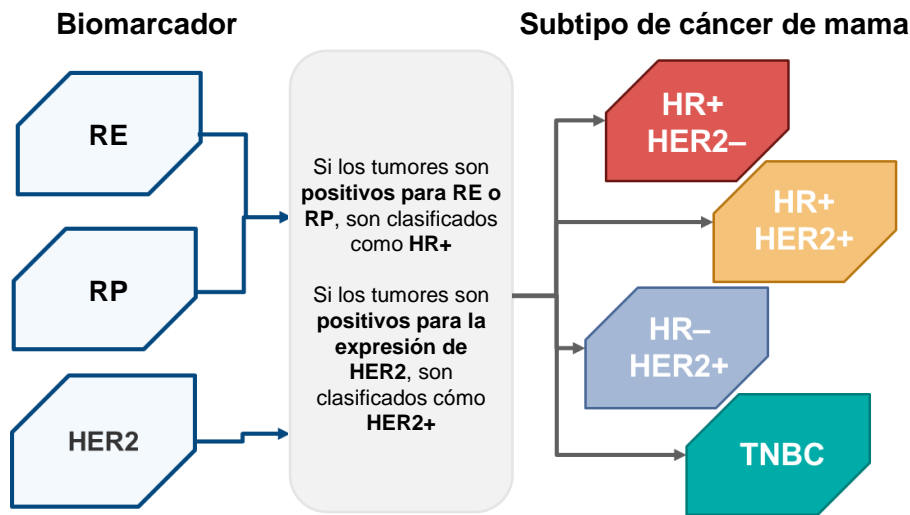 Biomarcador
Subtipo de cáncer de mama
RE
RP
HER2
Si los tumores son
positivos para RE o
RP, son clasificados
como HR+
Si los tumores son
positivos para la
expresión de
HER2, son
clasificados cómo
HER2+
HR+
HER2–
HR+
HER2+
HR–
HER2+
TNBC